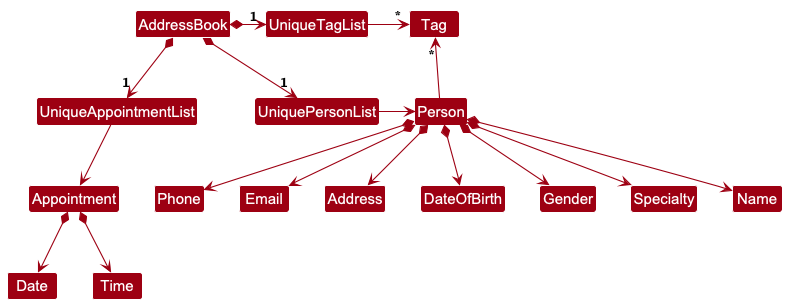 AddressBook
1
UniqueTagList
*
Tag
*
1
1
UniqueAppointmentList
UniquePersonList
Person
Appointment
Phone
Email
Address
DateOfBirth
Gender
Specialty
Name
Date
Time